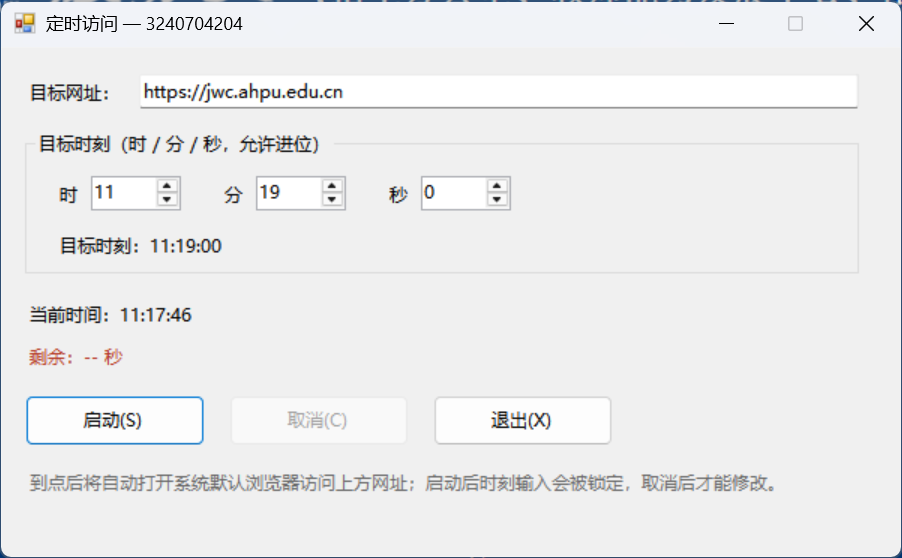 定时访问 — 3240704204
目标网址： https://jwc.ahpu.edu.cn
目标时刻（时 / 分 / 秒，允许进位）
时 11 分 19 秒 0
目标时刻：11:19:00
当前时间：11:17:46
剩余：-- 秒
启动(S) 取消(C) 退出(X)
到点后将自动打开系统默认浏览器访问上方网址；启动后时刻输入会被锁定，取消后才能修改。